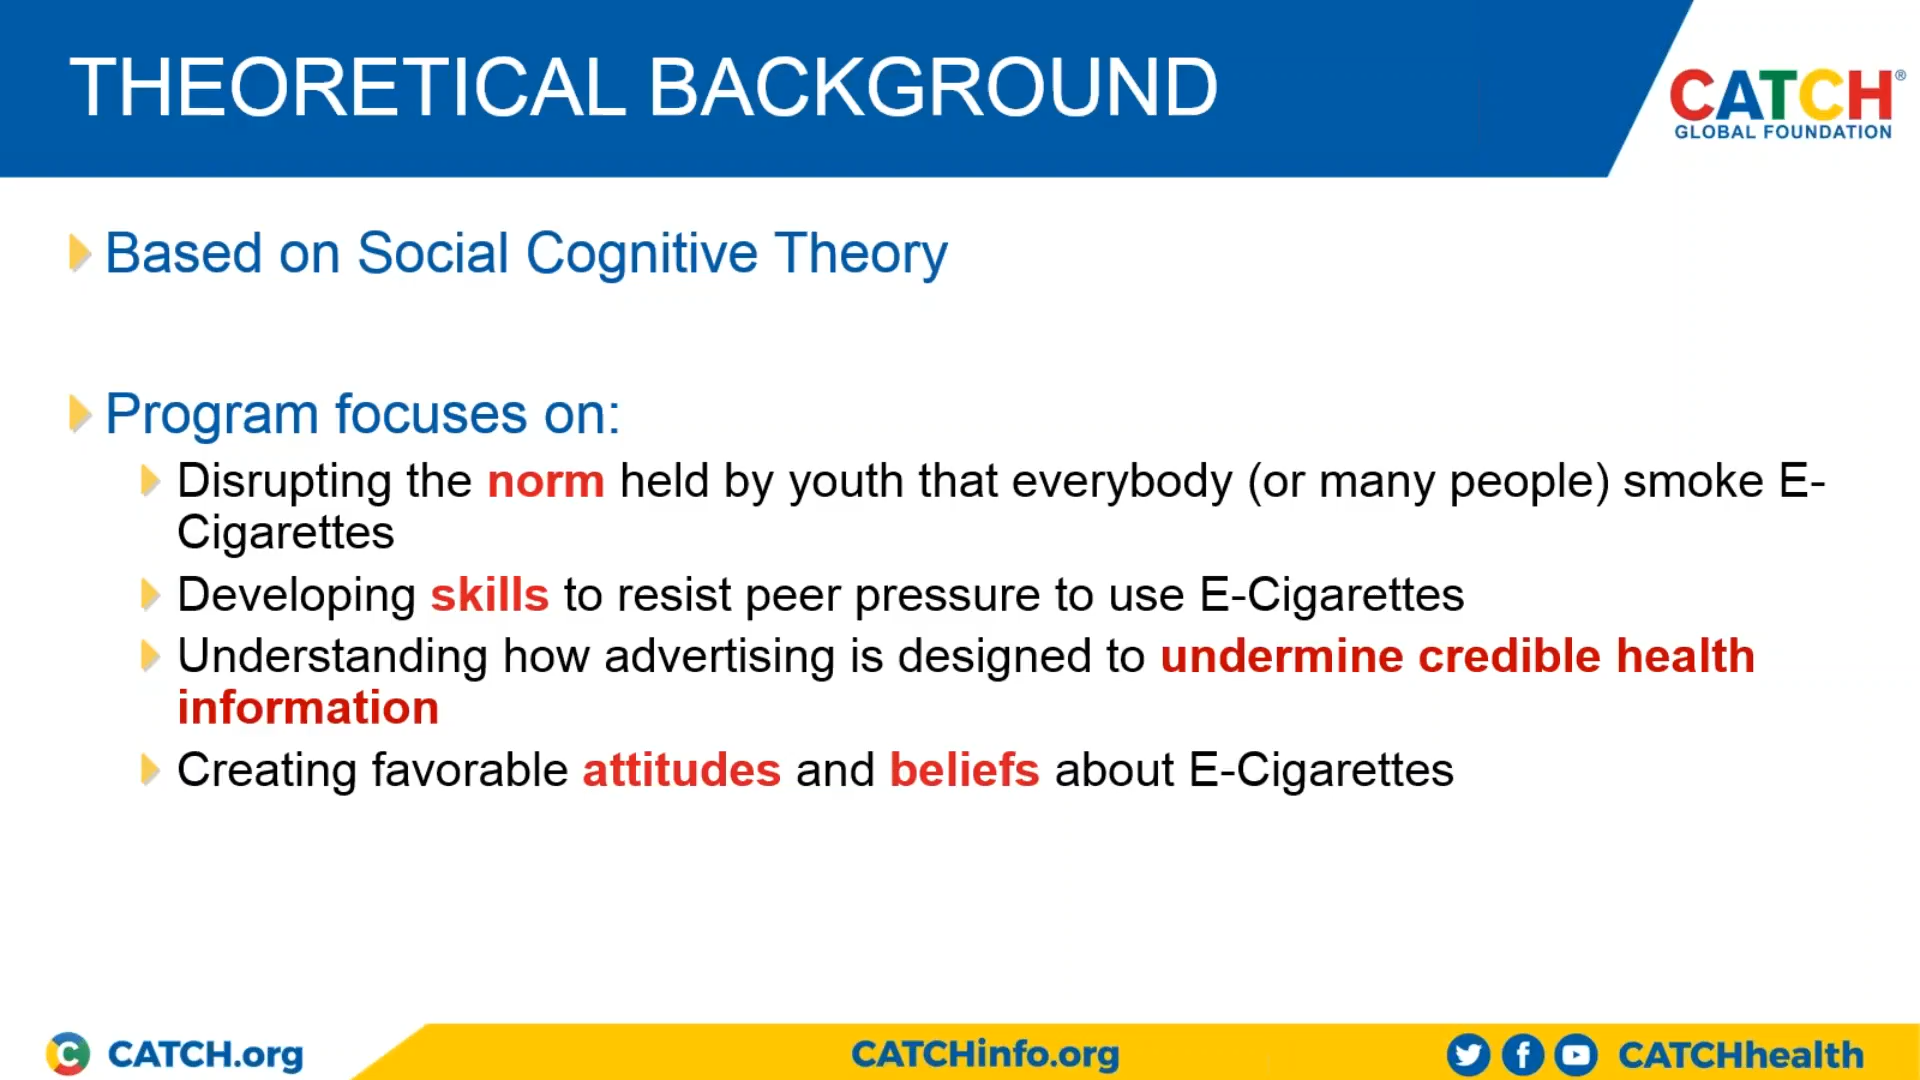 THEORETICAL BACKGROUND
CATCH®
GLOBAL FOUNDATION
Based on Social Cognitive Theory
Program focuses on:
Disrupting the norm held by youth that everybody (or many people) smoke E-
Cigarettes
Developing skills to resist peer pressure to use E-Cigarettes
Understanding how advertising is designed to undermine credible health
information
Creating favorable attitudes and beliefs about E-Cigarettes
C CATCH.org
CATCHinfo.org
CATCHhealth